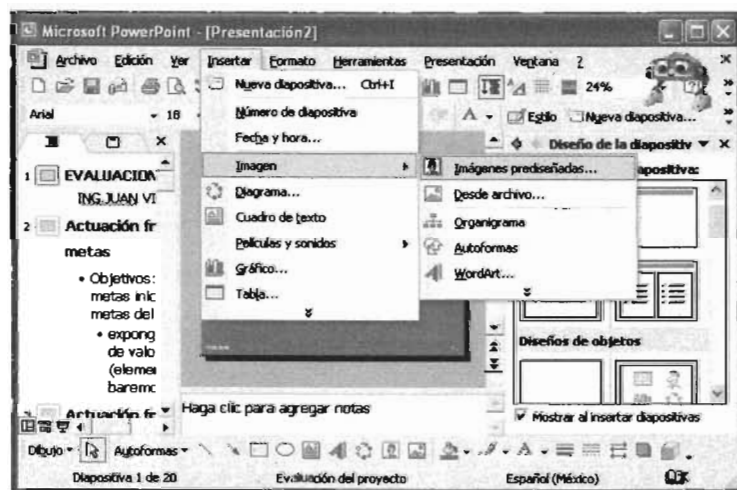 Microsoft PowerPoint - [Presentación2]
Archivo Edición Ver Insertar Formato Herramientas Presentación Ventana ?
24%
Arial 18 A Estilo Nueva diapositiva...
Nueva diapositiva... Ctrl+I
Número de diapositiva
Fecha y hora...
Imagen
Diagrama...
Cuadro de texto
Películas y sonidos
Gráfico...
Tabla...
Imágenes prediseñadas...
Desde archivo...
Organigrama
Autoformas
WordArt...
1 EVALUACION
ING. JUAN VI
2 Actuación fr
metas
• Objetivos:
metas inic
metas del
• expong
de valo
(elemen
baremo
Actuación fr
Diseño de la diapositiv
apositiva:
Diseños de objetos
Mostrar al insertar diapositivas
Haga clic para agregar notas
Dibujo Autoformas
Diapositiva 1 de 20 Evaluación del proyecto Español (México)